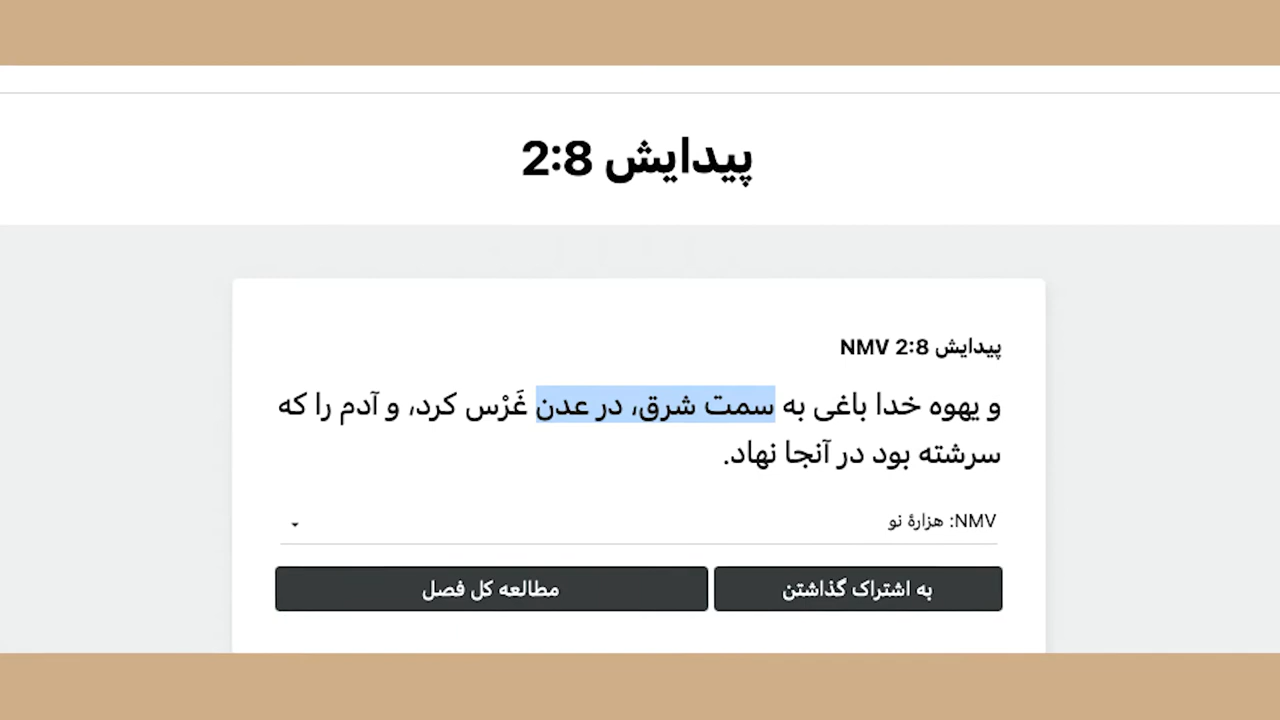 پیدایش 2:8
پیدایش 2:8 NMV
و یهوه خدا باغی به سمت شرق، در عدن غَرْس کرد، و آدم را که
سرشته بود در آنجا نهاد.
NMV: هزارۀ نو
به اشتراک گذاشتن
مطالعه کل فصل